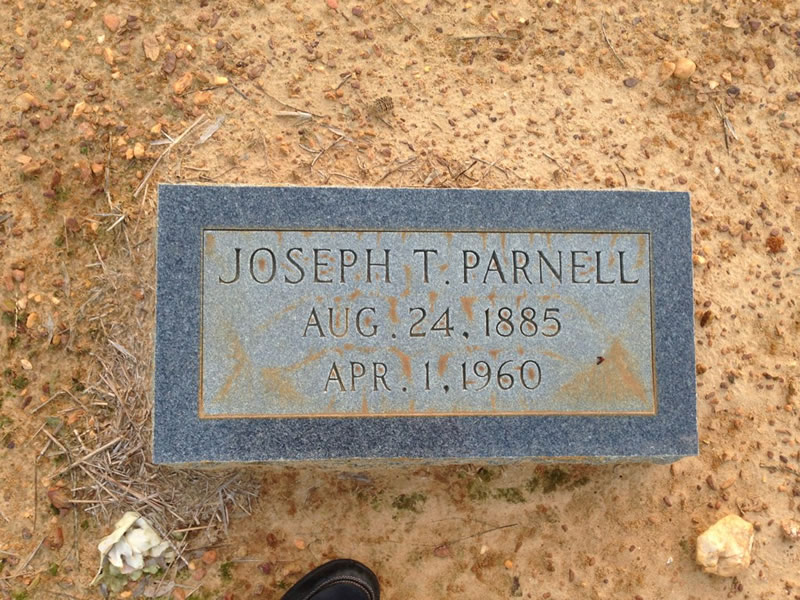 JOSEPH T. PARNELL
AUG. 24, 1885
APR. 1, 1960